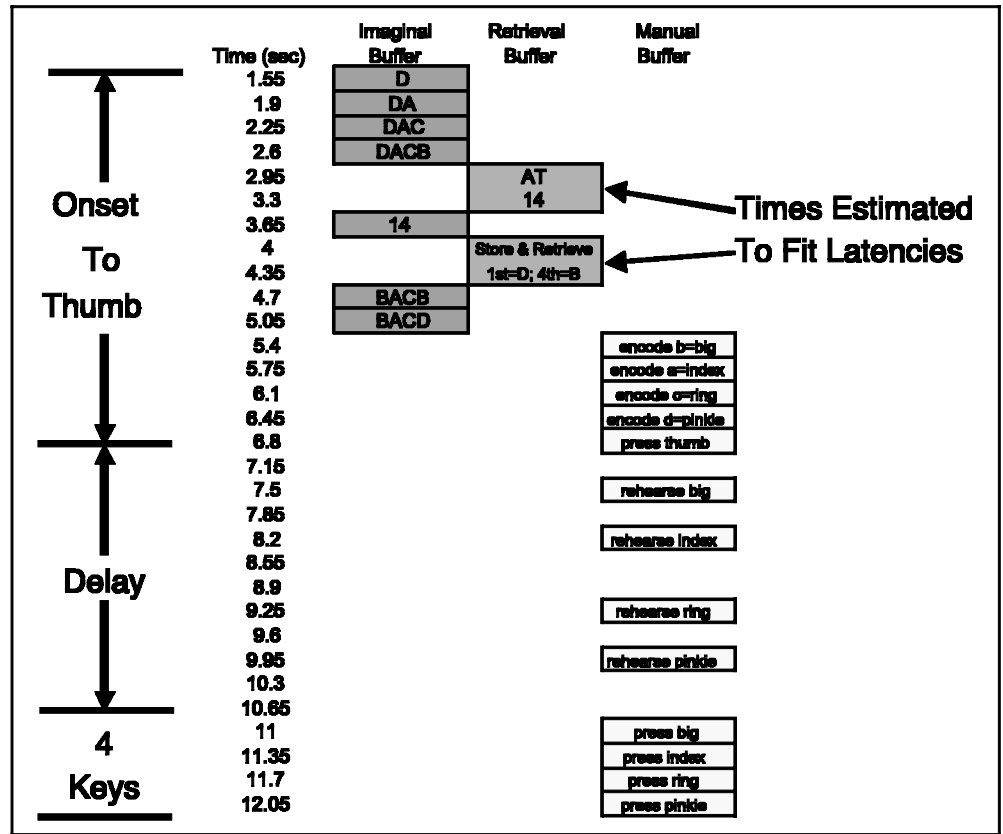 Imaginal Retrieval Manual
Time (sec) Buffer Buffer Buffer
1.55 D
1.9 DA
2.25 DAC
2.6 DACB
2.95 AT
3.3 14
Onset
Times Estimated
3.65 14
4 Store & Retrieve
To
To Fit Latencies
4.35 1st=D; 4th=B
4.7 BACB
Thumb
5.05 BACD
5.4 encode b=big
5.75 encode a=index
6.1 encode c=ring
6.45 encode d=pinkie
6.8 press thumb
7.15
7.5 rehearse big
7.85
8.2 rehearse index
8.55
Delay
8.9
9.25 rehearse ring
9.6
9.95 rehearse pinkie
10.3
10.65
11 press big
4
11.35 press index
11.7 press ring
Keys
12.05 press pinkie